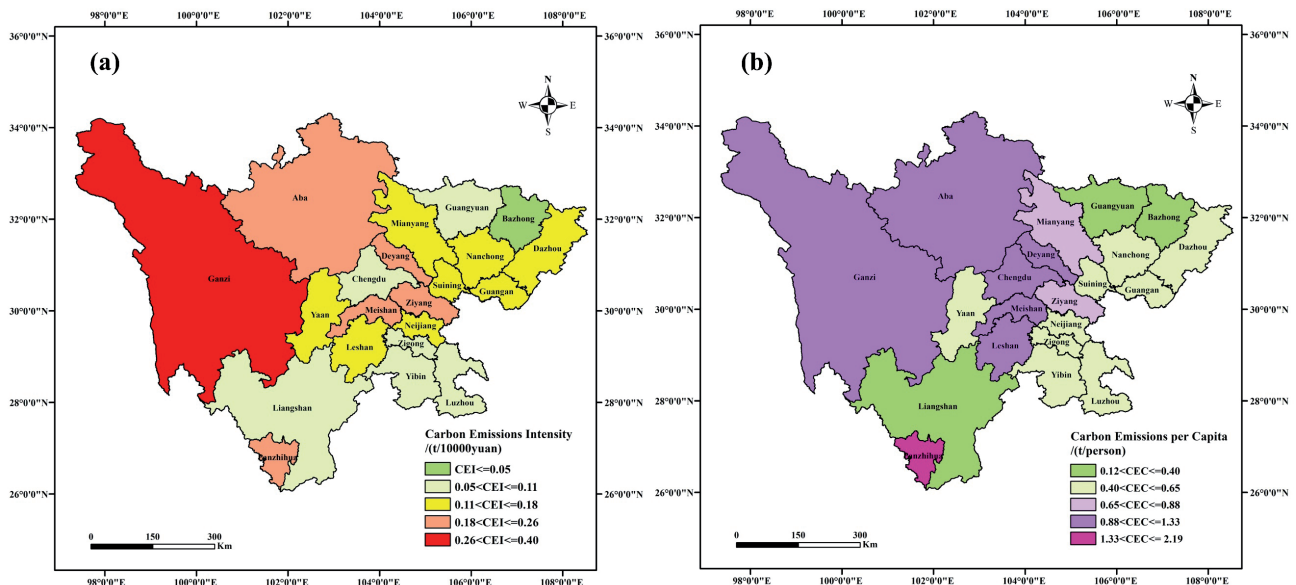 98°0'0"E 100°0'0"E 102°0'0"E 104°0'0"E 106°0'0"E 108°0'0"E
36°0'0"N 36°0'0"N
(a)
N
W E
S
34°0'0"N 34°0'0"N
Aba
Guangyuan
32°0'0"N 32°0'0"N
Mianyang Bazhong
Dazhou
Deyang Nanchong
Ganzi Chengdu
Suining Guangan
Ziyang
30°0'0"N 30°0'0"N
Yaan Meishan
Neijiang
Leshan Zigong
Yibin
28°0'0"N 28°0'0"N
Liangshan Luzhou
Carbon Emissions Intensity
/(t/10000yuan)
CEI<=0.05
0.05<CEI<=0.11
26°0'0"N 26°0'0"N
0.11<CEI<=0.18
0.18<CEI<=0.26
0.26<CEI<=0.40
0 150 300
Km
98°0'0"E 100°0'0"E 102°0'0"E 104°0'0"E 106°0'0"E 108°0'0"E
98°0'0"E 100°0'0"E 102°0'0"E 104°0'0"E 106°0'0"E 108°0'0"E
36°0'0"N 36°0'0"N
(b)
N
W E
S
34°0'0"N 34°0'0"N
Aba
Guangyuan
32°0'0"N 32°0'0"N
Mianyang Bazhong
Dazhou
Deyang Nanchong
Ganzi Chengdu
Suining Guangan
Ziyang
30°0'0"N 30°0'0"N
Yaan Meishan
Neijiang
Leshan Zigong
Yibin
28°0'0"N 28°0'0"N
Liangshan Luzhou
Carbon Emissions per Capita
/(t/person)
0.12<CEC<=0.40
0.40<CEC<=0.65
26°0'0"N 26°0'0"N
0.65<CEC<=0.88
0.88<CEC<=1.33
1.33<CEC<= 2.19
0 150 300
Km
98°0'0"E 100°0'0"E 102°0'0"E 104°0'0"E 106°0'0"E 108°0'0"E